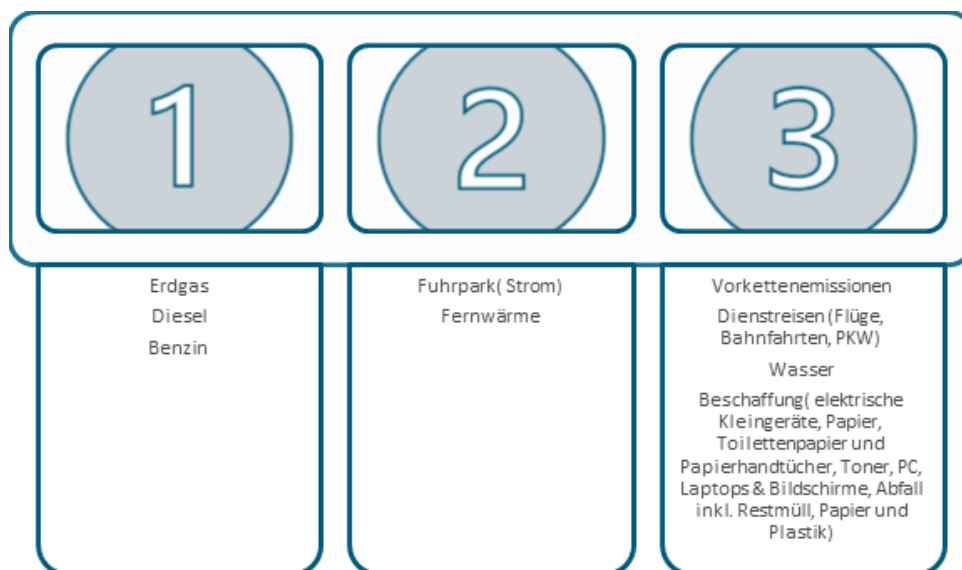 1
2
3
Erdgas
Diesel
Benzin
Fuhrpark( Strom)
Fernwärme
Vorkettenemissionen
Dienstreisen (Flüge,
Bahnfahrten, PKW)
Wasser
Beschaffung( elektrische
Kleingeräte, Papier,
Toilettenpapier und
Papierhandtücher, Toner, PC,
Laptops & Bildschirme, Abfall
inkl. Restmüll, Papier und
Plastik)